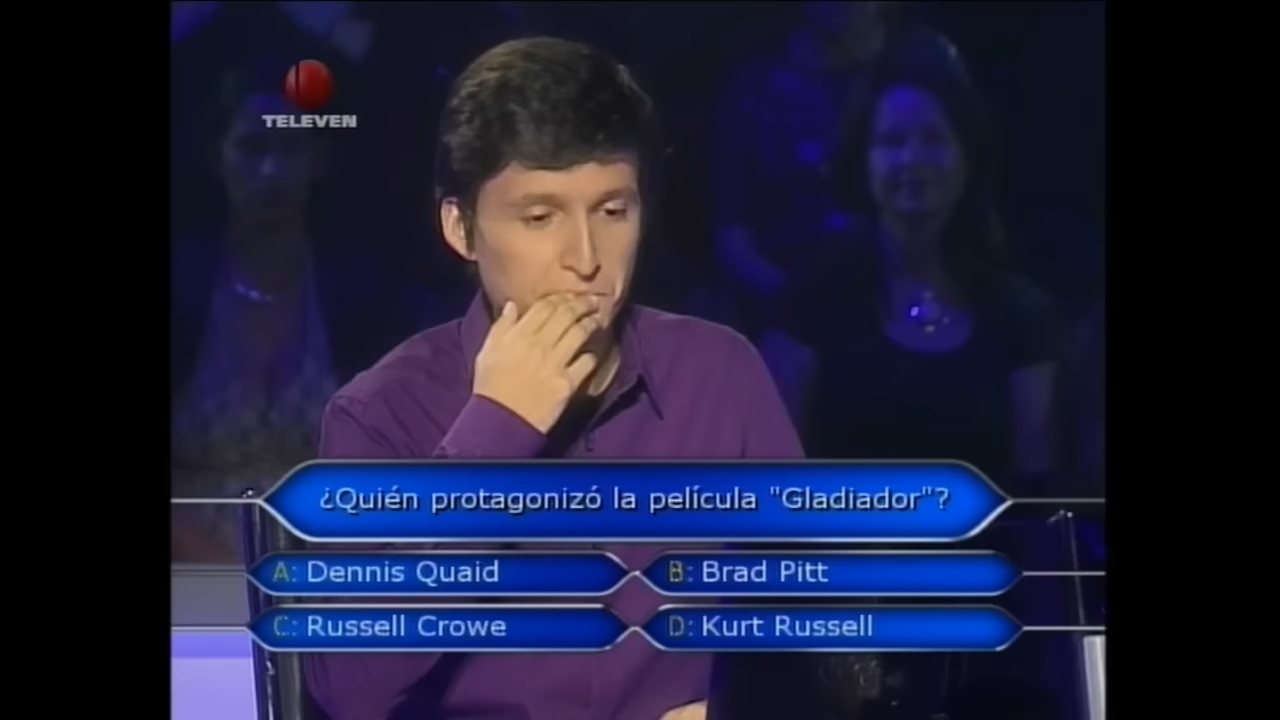 TELEVEN
¿Quién protagonizó la película "Gladiador"?
A: Dennis Quaid
B: Brad Pitt
C: Russell Crowe
D: Kurt Russell